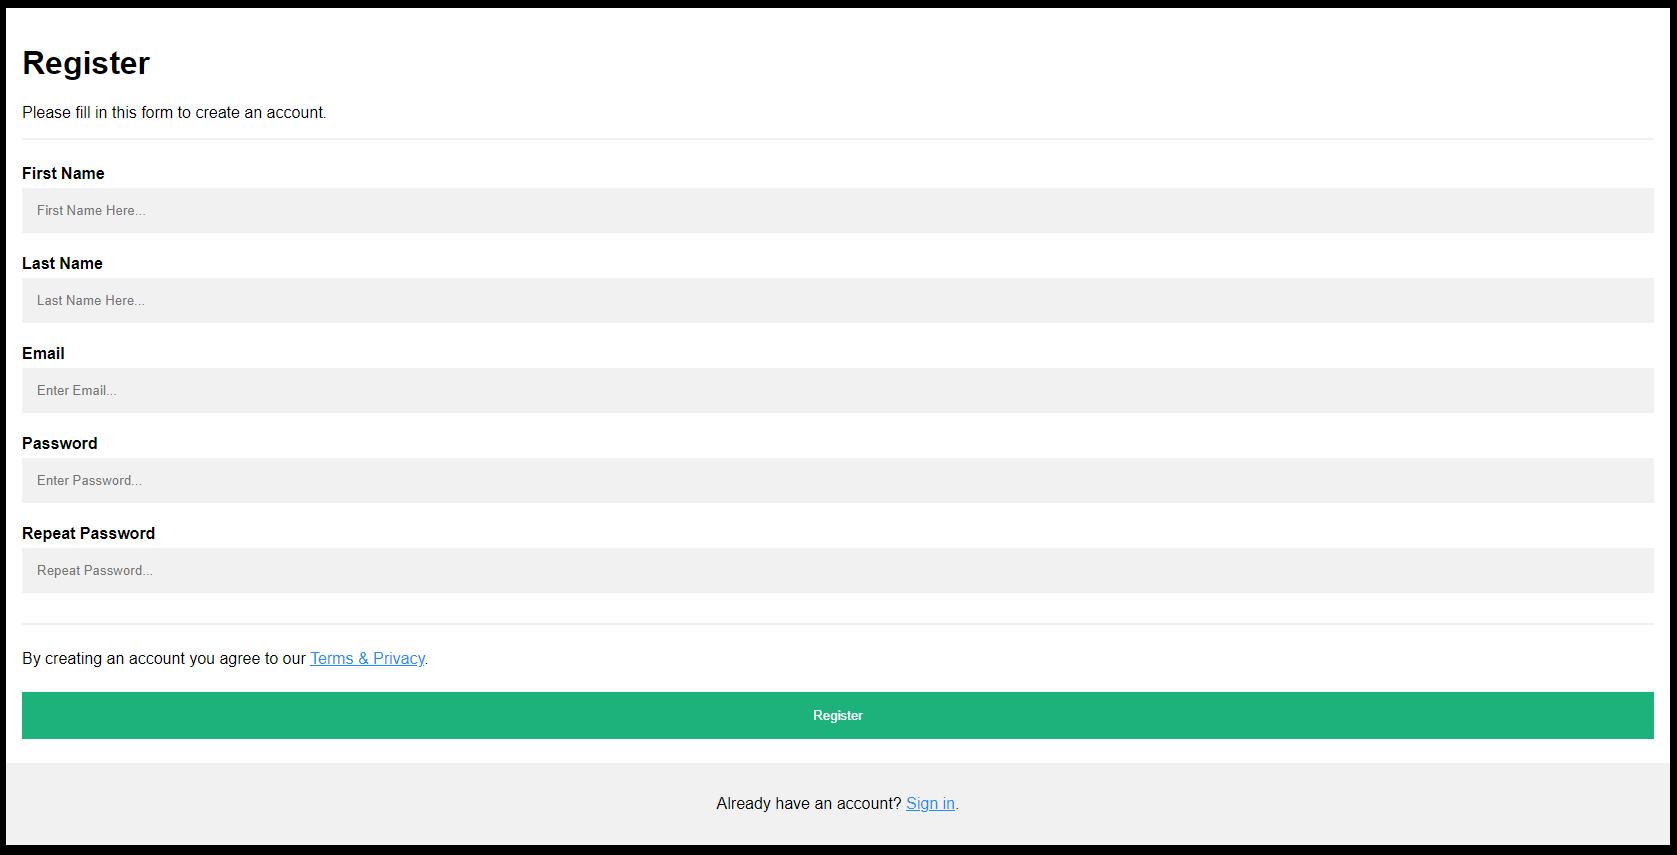 Register
Please fill in this form to create an account.
First Name
First Name Here...
Last Name
Last Name Here...
Email
Enter Email...
Password
Enter Password...
Repeat Password
Repeat Password...
By creating an account you agree to our Terms & Privacy.
Register
Already have an account? Sign in.